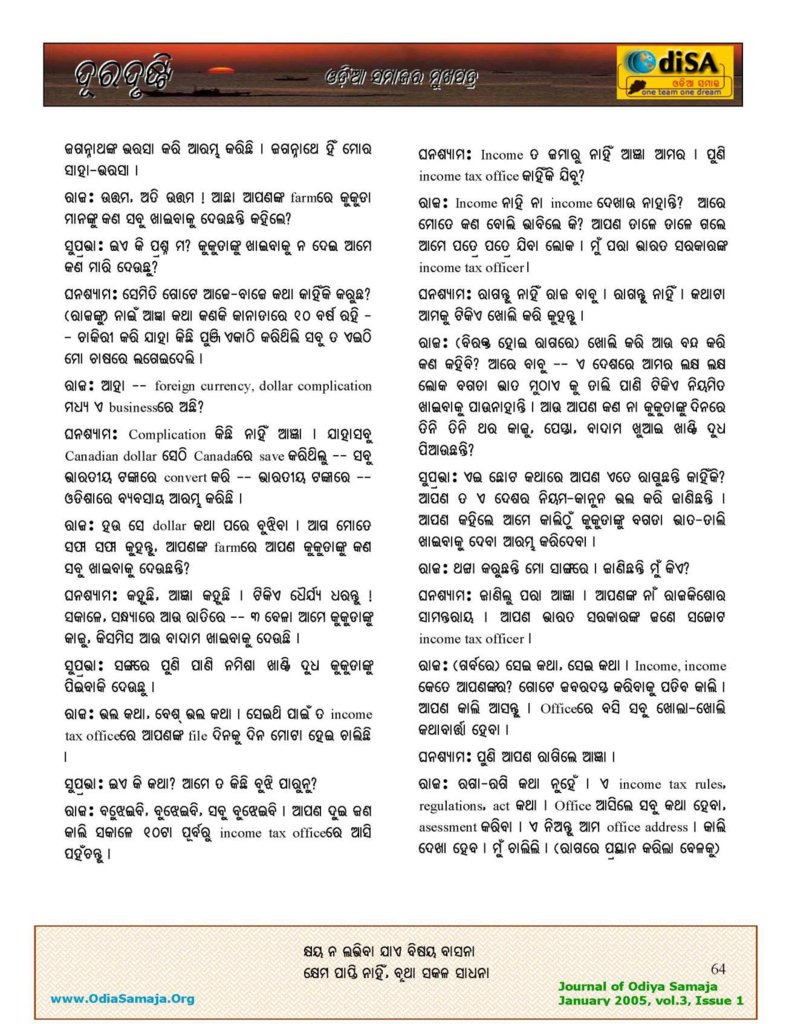 ଦୂରଦୃଷ୍ଟି
ଓଡ଼ିଆ ସମାଜର ମୁଖପତ୍ର
OdiSA
ଓଡିଆ ସମାଜ
one team one dream
ଜଗନ୍ନାଥଙ୍କ ଭରସା କରି ଆରମ୍ଭ କରିଛି । ଜଗନ୍ନାଥେ ହିଁ ମୋର
ସାହା-ଭରସା ।
ରାଜ: ଉତ୍ତମ, ଅତି ଉତ୍ତମ ! ଆଛା ଆପଣଙ୍କ farmରେ କୁକୁଡା
ମାନଙ୍କୁ କଣ ସବୁ ଖାଇବାକୁ ଦେଉଛନ୍ତି କହିଲେ?
ସୁପ୍ରଭା: ଇଏ କି ପ୍ରଶ୍ନ ମ? କୁକୁଡାଙ୍କୁ ଖାଇବାକୁ ନ ଦେଇ ଆମେ
କଣ ମାରି ଦେଉଛୁ?
ଘନଶ୍ୟାମ: ସେମିତି ଗୋଟେ ଆଜେ-ବାଜେ କଥା କାହିଁକି କରୁଛ?
(ରାଜଙ୍କୁ) ନାଇଁ ଆଜ୍ଞା କଥା କଣକି କାନାଡାରେ ୧୦ ବର୍ଷ ରହି -
- ଚାକିରୀ କରି ଯାହା କିଛି ପୁଞ୍ଜି ଏକାଠି କରିଥିଲି ସବୁ ତ ଏଇଠି
ମୋ ଚାଷରେ ଲଗେଇଦେଲି ।
ରାଜ: ଆହା -- foreign currency, dollar complication
ମଧ୍ୟ ଏ businessରେ ଅଛି?
ଘନଶ୍ୟାମ: Complication କିଛି ନାହିଁ ଆଜ୍ଞା । ଯାହାସବୁ
Canadian dollar ସେଠି Canadaରେ save କରିଥିଲୁ -- ସବୁ
ଭାରତୀୟ ଟଙ୍କାରେ convert କରି -- ଭାରତୀୟ ଟଙ୍କାରେ --
ଓଡିଶାରେ ବ୍ୟବସାୟ ଆରମ୍ଭ କରିଛି ।
ରାଜ: ହଉ ସେ dollar କଥା ପରେ ବୁଝିବା । ଆଗ ମୋତେ
ସଫା ସଫା କୁହନ୍ତୁ, ଆପଣଙ୍କ farmରେ ଆପଣ କୁକୁଡାଙ୍କୁ କଣ
ସବୁ ଖାଇବାକୁ ଦେଉଛନ୍ତି?
ଘନଶ୍ୟାମ: କହୁଛି, ଆଜ୍ଞା କହୁଛି । ଟିକିଏ ଧୈର୍ଯ୍ୟ ଧରନ୍ତୁ !
ସକାଳେ, ସନ୍ଧ୍ୟାରେ ଆଉ ରାତିରେ -- ୩ ବେଳା ଆମେ କୁକୁଡାଙ୍କୁ
କାଜୁ, କିସମିସ ଆଉ ବାଦାମ ଖାଇବାକୁ ଦେଉଛି ।
ସୁପ୍ରଭା: ସଙ୍ଗରେ ପୁଣି ପାଣି ନମିଶା ଖାଣ୍ଟି ଦୁଧ କୁକୁଡାଙ୍କୁ
ପିଇବାକି ଦେଉଛୁ ।
ରାଜ: ଭଲ କଥା, ବେଶ୍ ଭଲ କଥା । ସେଇଥି ପାଇଁ ତ income
tax officeରେ ଆପଣଙ୍କ file ଦିନକୁ ଦିନ ମୋଟା ହେଇ ଚାଲିଛି
।
ସୁପ୍ରଭା: ଇଏ କି କଥା? ଆମେ ତ କିଛି ବୁଝି ପାରୁନୁ?
ରାଜ: ବଝେଇବି, ବୁଝେଇବି, ସବୁ ବୁଝେଇବି । ଆପଣ ଦୁଇ ଜଣ
କାଲି ସକାଳେ ୧୦ଟା ପୂର୍ବରୁ income tax officeରେ ଆସି
ପହଁଚନ୍ତୁ ।
ଘନଶ୍ୟାମ: Income ତ ଜମାରୁ ନାହିଁ ଆଜ୍ଞା ଆମର । ପୁଣି
income tax office କାହିଁକି ଯିବୁ?
ରାଜ: Income ନାହିଁ କା income ଦେଖାଉ ନାହାନ୍ତି? ଆରେ
ମୋତେ କଣ ବୋଲି ଭାବିଲେ କି? ଆପଣ ଡାଳେ ଡାଳେ ଗଲେ
ଆମେ ପତ୍ରେ ପତ୍ରେ ଯିବା ଲୋକ । ମୁଁ ପରା ଭାରତ ସରକାରଙ୍କ
income tax officer।
ଘନଶ୍ୟାମ: ରାଗନ୍ତୁ ନାହିଁ ରାଜ ବାବୁ । ରାଗନ୍ତୁ ନାହିଁ । କଥାଟା
ଆମକୁ ଟିକିଏ ଖୋଲି କରି କୁହନ୍ତୁ ।
ରାଜ: (ବିରକ୍ତ ହୋଇ ରାଗରେ) ଖୋଲି କରି ଆଉ ବନ୍ଦ କରି
କଣ କହିବି? ଆରେ ବାବୁ -- ଏ ଦେଶରେ ଆମର ଲକ୍ଷ ଲକ୍ଷ
ଲୋକ ବଗଡା ଭାତ ମୁଠାଏ କୁ ଡାଲି ପାଣି ଟିକିଏ ନିୟମିତ
ଖାଇବାକୁ ପାଉନାହାନ୍ତି । ଆଉ ଆପଣ କଣ ନା କୁକୁଡାଙ୍କୁ ଦିନରେ
ତିନି ତିନି ଥର କାଜୁ, ପେସ୍ତା, ବାଦାମ ଖୁଆଇ ଖାଣ୍ଟି ଦୁଧ
ପିଆଉଛନ୍ତି?
ସୁପ୍ରଭା: ଏଇ ଛୋଟ କଥାରେ ଆପଣ ଏତେ ରାଗୁଛନ୍ତି କାହିଁକି?
ଆପଣ ତ ଏ ଦେଶର ନିୟମ-କାନୁନ ଭଲ କରି ଜାଣିଛନ୍ତି ।
ଆପଣ କହିଲେ ଆମେ କାଲିଠୁଁ କୁକୁଡାଙ୍କୁ ବଗଡା ଭାତ-ଡାଲି
ଖାଇବାକୁ ଦେବା ଆରମ୍ଭ କରିଦେବା ।
ରାଜ: ଥଟ୍ଟା କରୁଛନ୍ତି ମୋ ସାଙ୍ଗରେ । ଜାଣିଛନ୍ତି ମୁଁ କିଏ?
ଘନଶ୍ୟାମ: ଜାଣିଲୁ ପରା ଆଜ୍ଞା । ଆପଣଙ୍କ ନାଁ ରାଜକିଶୋର
ସାମନ୍ତରାୟ । ଆପଣ ଭାରତ ସରକାରଙ୍କ ଜଣେ ସଚ୍ଚୋଟ
income tax officer ।
ରାଜ: (ଗର୍ବରେ) ସେଇ କଥା, ସେଇ କଥା । Income, income
କେତେ ଆପଣଙ୍କର? ଗୋଟେ ଜବରଦସ୍ତ କରିବାକୁ ପଡିବ କାଲି ।
ଆପଣ କାଲି ଆସନ୍ତୁ । Officeରେ ବସି ସବୁ ଖୋଲା-ଖୋଲି
କଥାବାର୍ତ୍ତା ହେବା ।
ଘନଶ୍ୟାମ: ପୁଣି ଆପଣ ରାଗିଲେ ଆଜ୍ଞା ।
ରାଜ: ରଗା-ରଗି କଥା ନୁହେଁ । ଏ income tax rules,
regulations, act କଥା । Office ଆସିଲେ ସବୁ କଥା ହେବା,
asessment କରିବା । ଏ ନିଅନ୍ତୁ ଆମ office address । କାଲି
ଦେଖା ହେବ । ମୁଁ ଚାଲିଲି । (ରାଗରେ ପ୍ରସ୍ଥାନ କରିଲା ବେଳକୁ)
କ୍ଷୟ ନ ଲଭିବା ଯାଏ ବିଷୟ ବାସନା
କ୍ଷେମ ପ୍ରାପ୍ତି ନାହିଁ, ବୃଥା ସକଳ ସାଧନା
64
www.OdiaSamaja.Org
Journal of Odiya Samaja
January 2005, vol.3, Issue 1